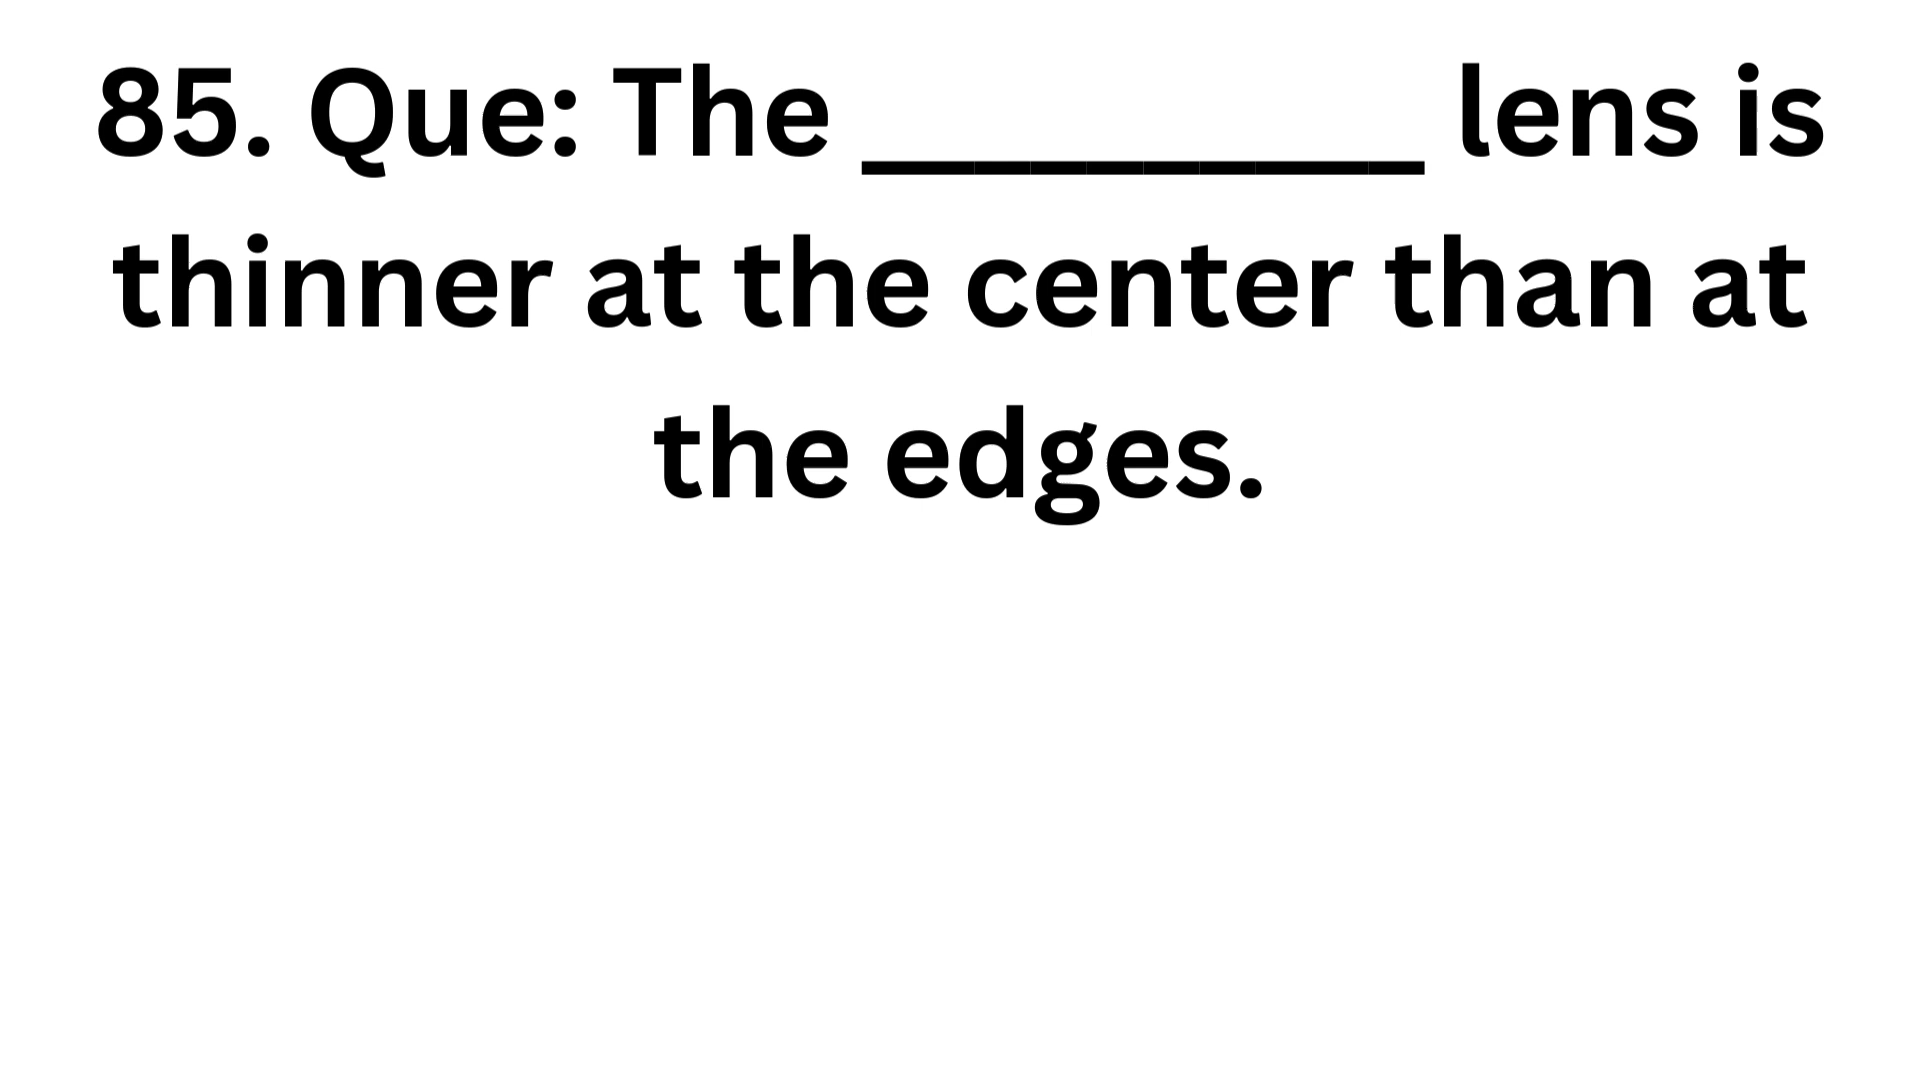 85. Que: The __________ lens is
thinner at the center than at
the edges.